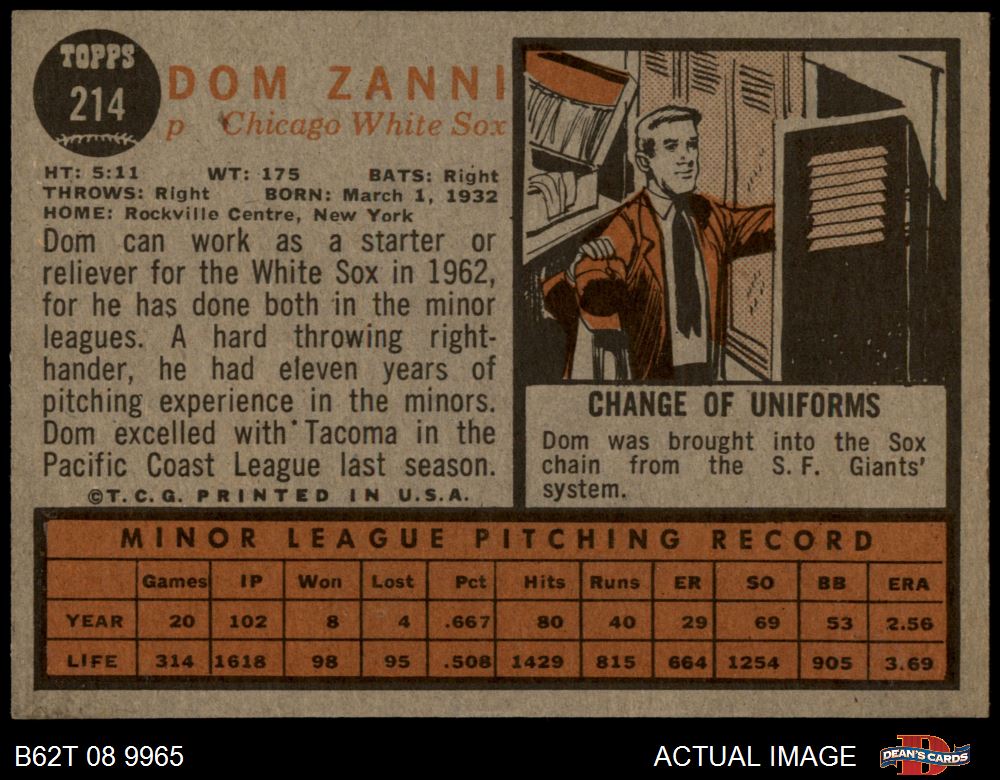 TOPPS
214
DOM ZANNI
p Chicago White Sox
HT: 5:11 WT: 175 BATS: Right
THROWS: Right BORN: March 1, 1932
HOME: Rockville Centre, New York
Dom can work as a starter or
reliever for the White Sox in 1962,
for he has done both in the minor
leagues. A hard throwing right-
hander, he had eleven years of
pitching experience in the minors.
Dom excelled with Tacoma in the
Pacific Coast League last season.
©T.C.G. PRINTED IN U.S.A.
CHANGE OF UNIFORMS
Dom was brought into the Sox
chain from the S. F. Giants'
system.
MINOR LEAGUE PITCHING RECORD
Games IP Won Lost Pct Hits Runs ER SO BB ERA
YEAR 20 102 8 4 .667 80 40 29 69 53 2.56
LIFE 314 1618 98 95 .508 1429 815 664 1254 905 3.69
B62T 08 9965 ACTUAL IMAGE DEAN'S CARDS